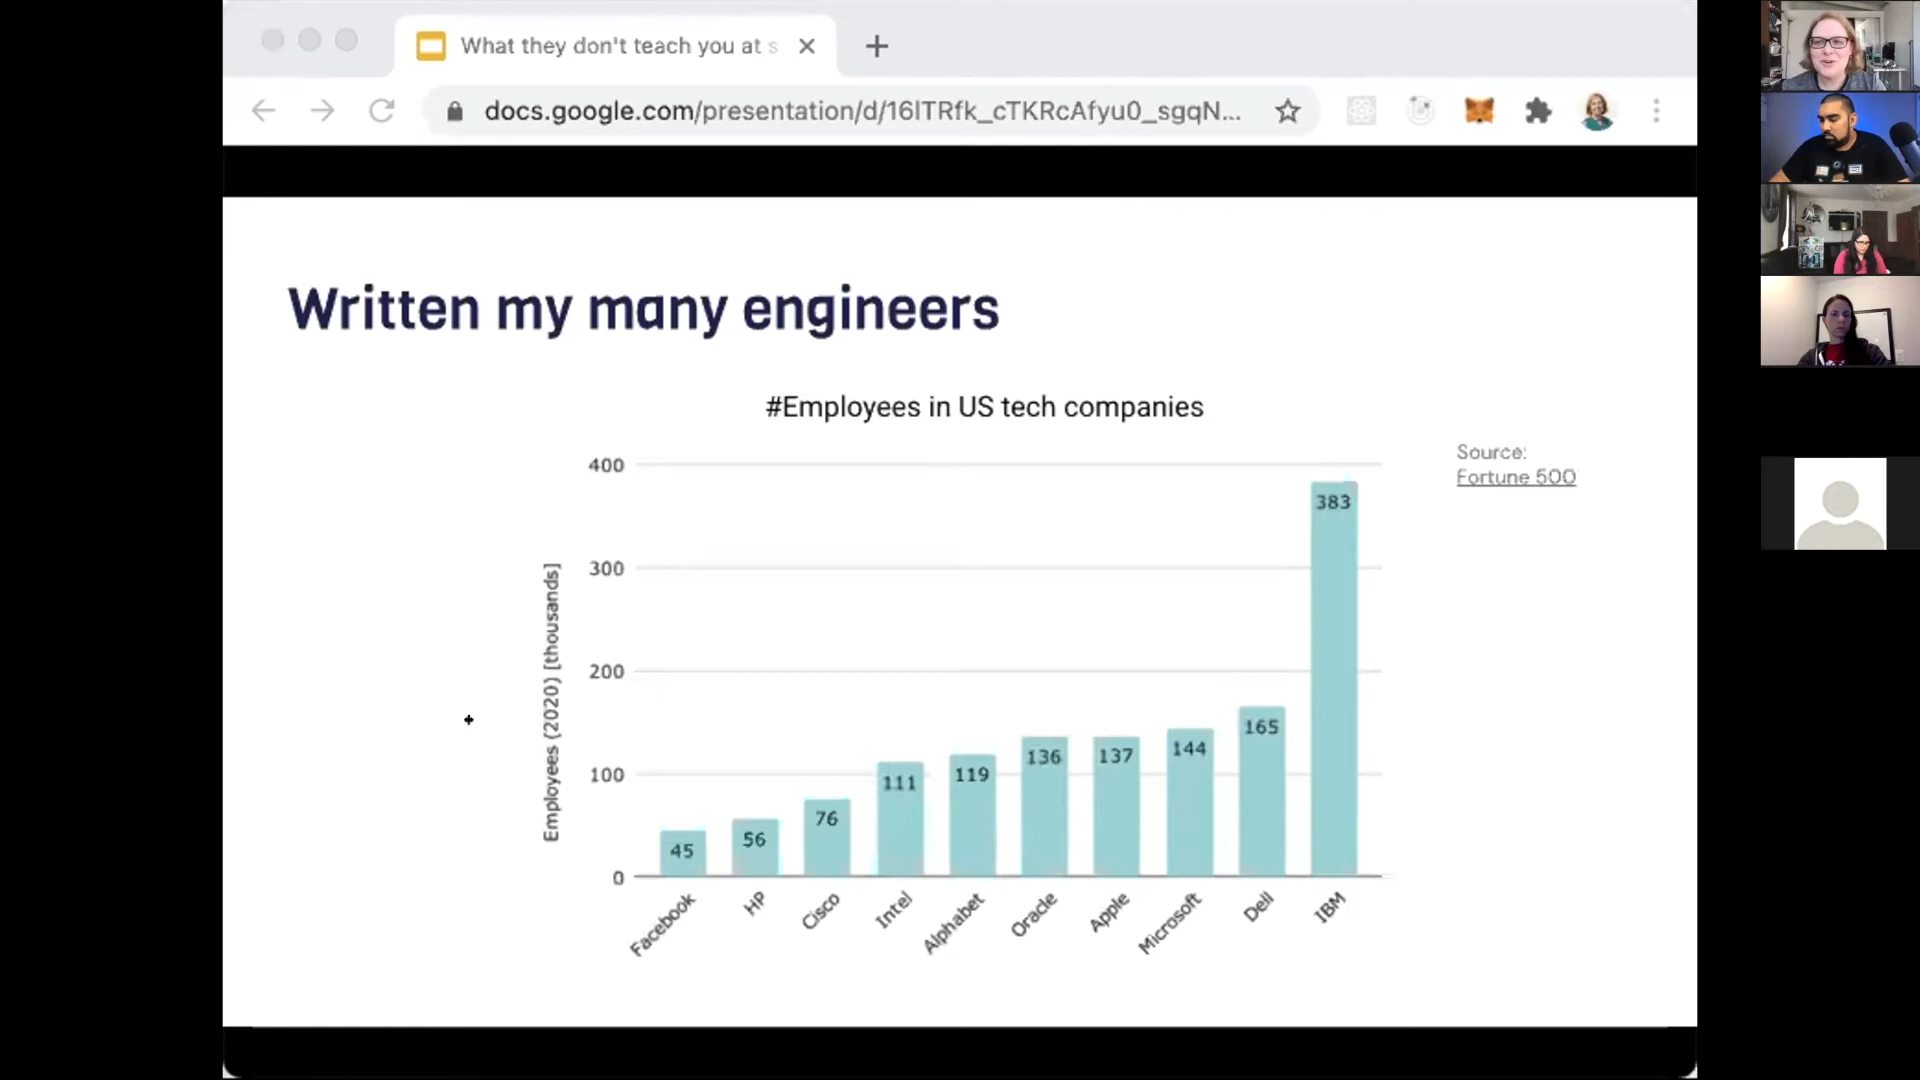 What they don't teach you at s
docs.google.com/presentation/d/16lTRfk_cTKRcAfyu0_sgqN...
Written my many engineers
#Employees in US tech companies
Source:
Fortune 500
Employees (2020) [thousands]
400
300
200
100
0
45
56
76
111
119
136
137
144
165
383
Facebook
HP
Cisco
Intel
Alphabet
Oracle
Apple
Microsoft
Dell
IBM